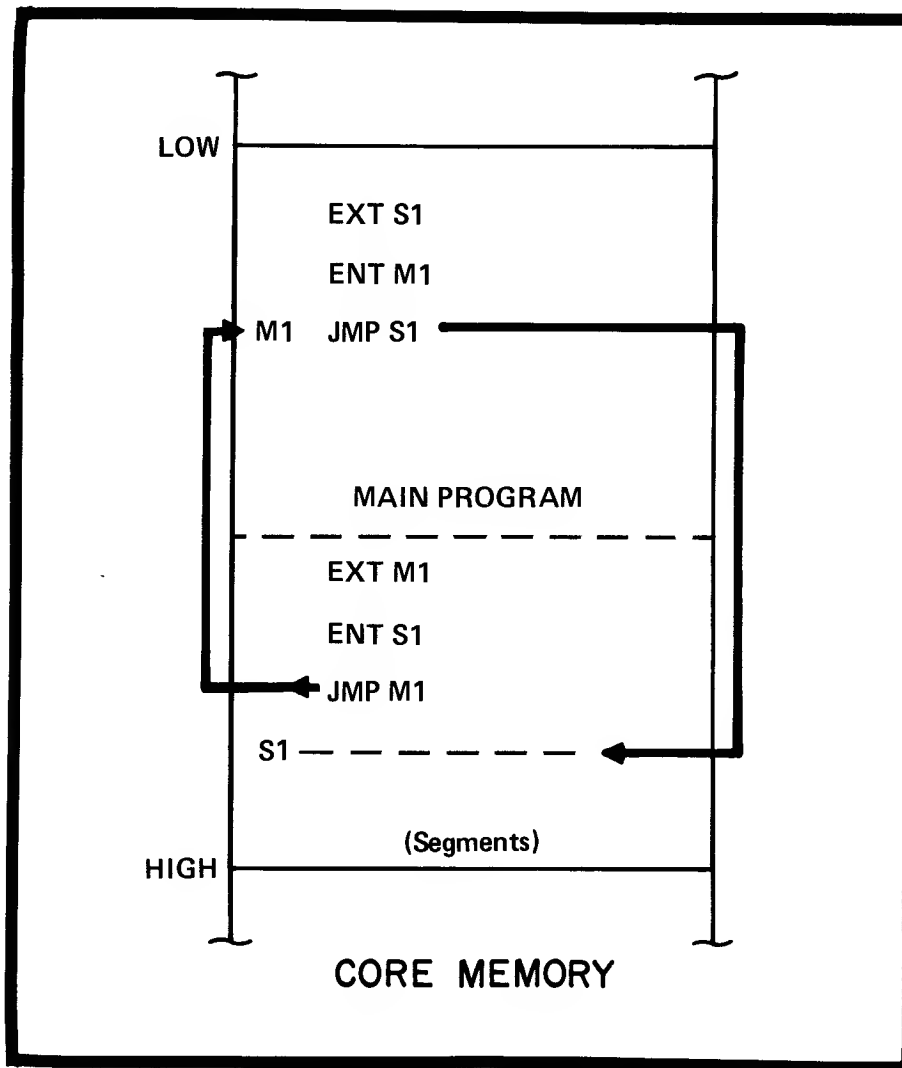 LOW
EXT S1
ENT M1
M1 JMP S1
MAIN PROGRAM
EXT M1
ENT S1
JMP M1
S1
(Segments)
HIGH
CORE MEMORY